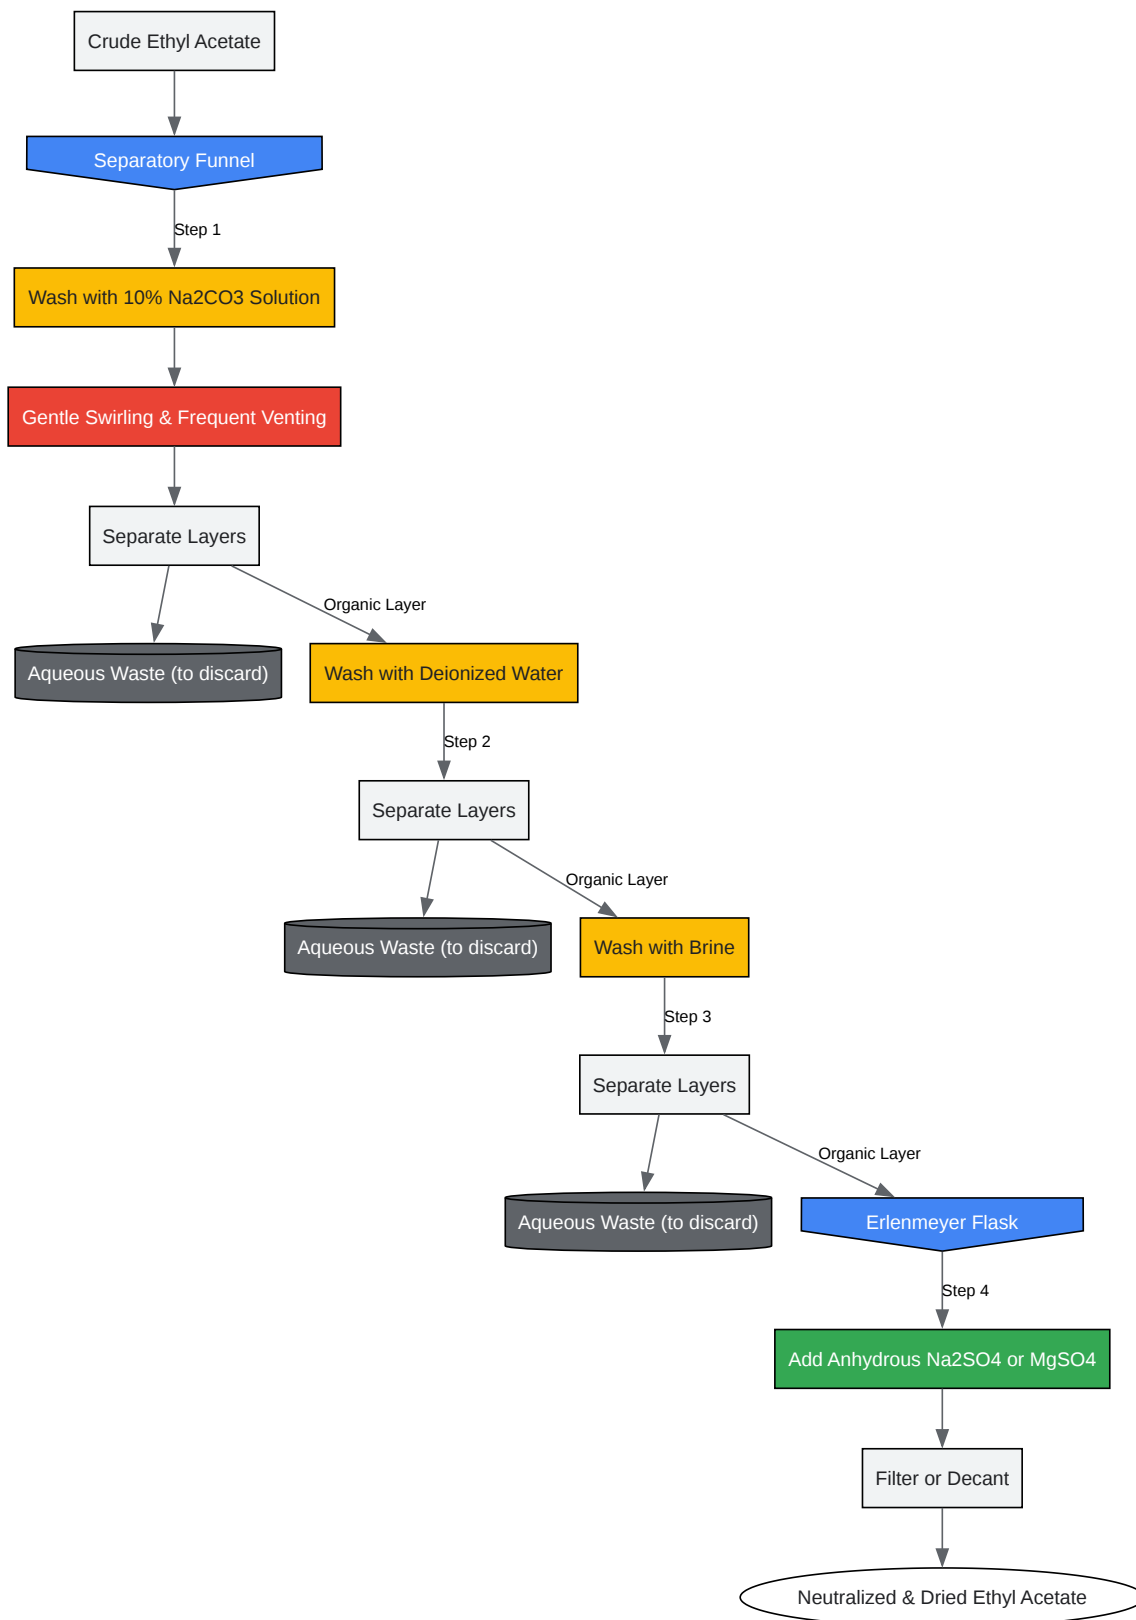 Crude Ethyl Acetate
Separatory Funnel
Step 1
Wash with 10% Na2CO3 Solution
Gentle Swirling & Frequent Venting
Separate Layers
Organic Layer
Aqueous Waste (to discard)
Wash with Deionized Water
Step 2
Separate Layers
Organic Layer
Aqueous Waste (to discard)
Wash with Brine
Step 3
Separate Layers
Organic Layer
Aqueous Waste (to discard)
Erlenmeyer Flask
Step 4
Add Anhydrous Na2SO4 or MgSO4
Filter or Decant
Neutralized & Dried Ethyl Acetate